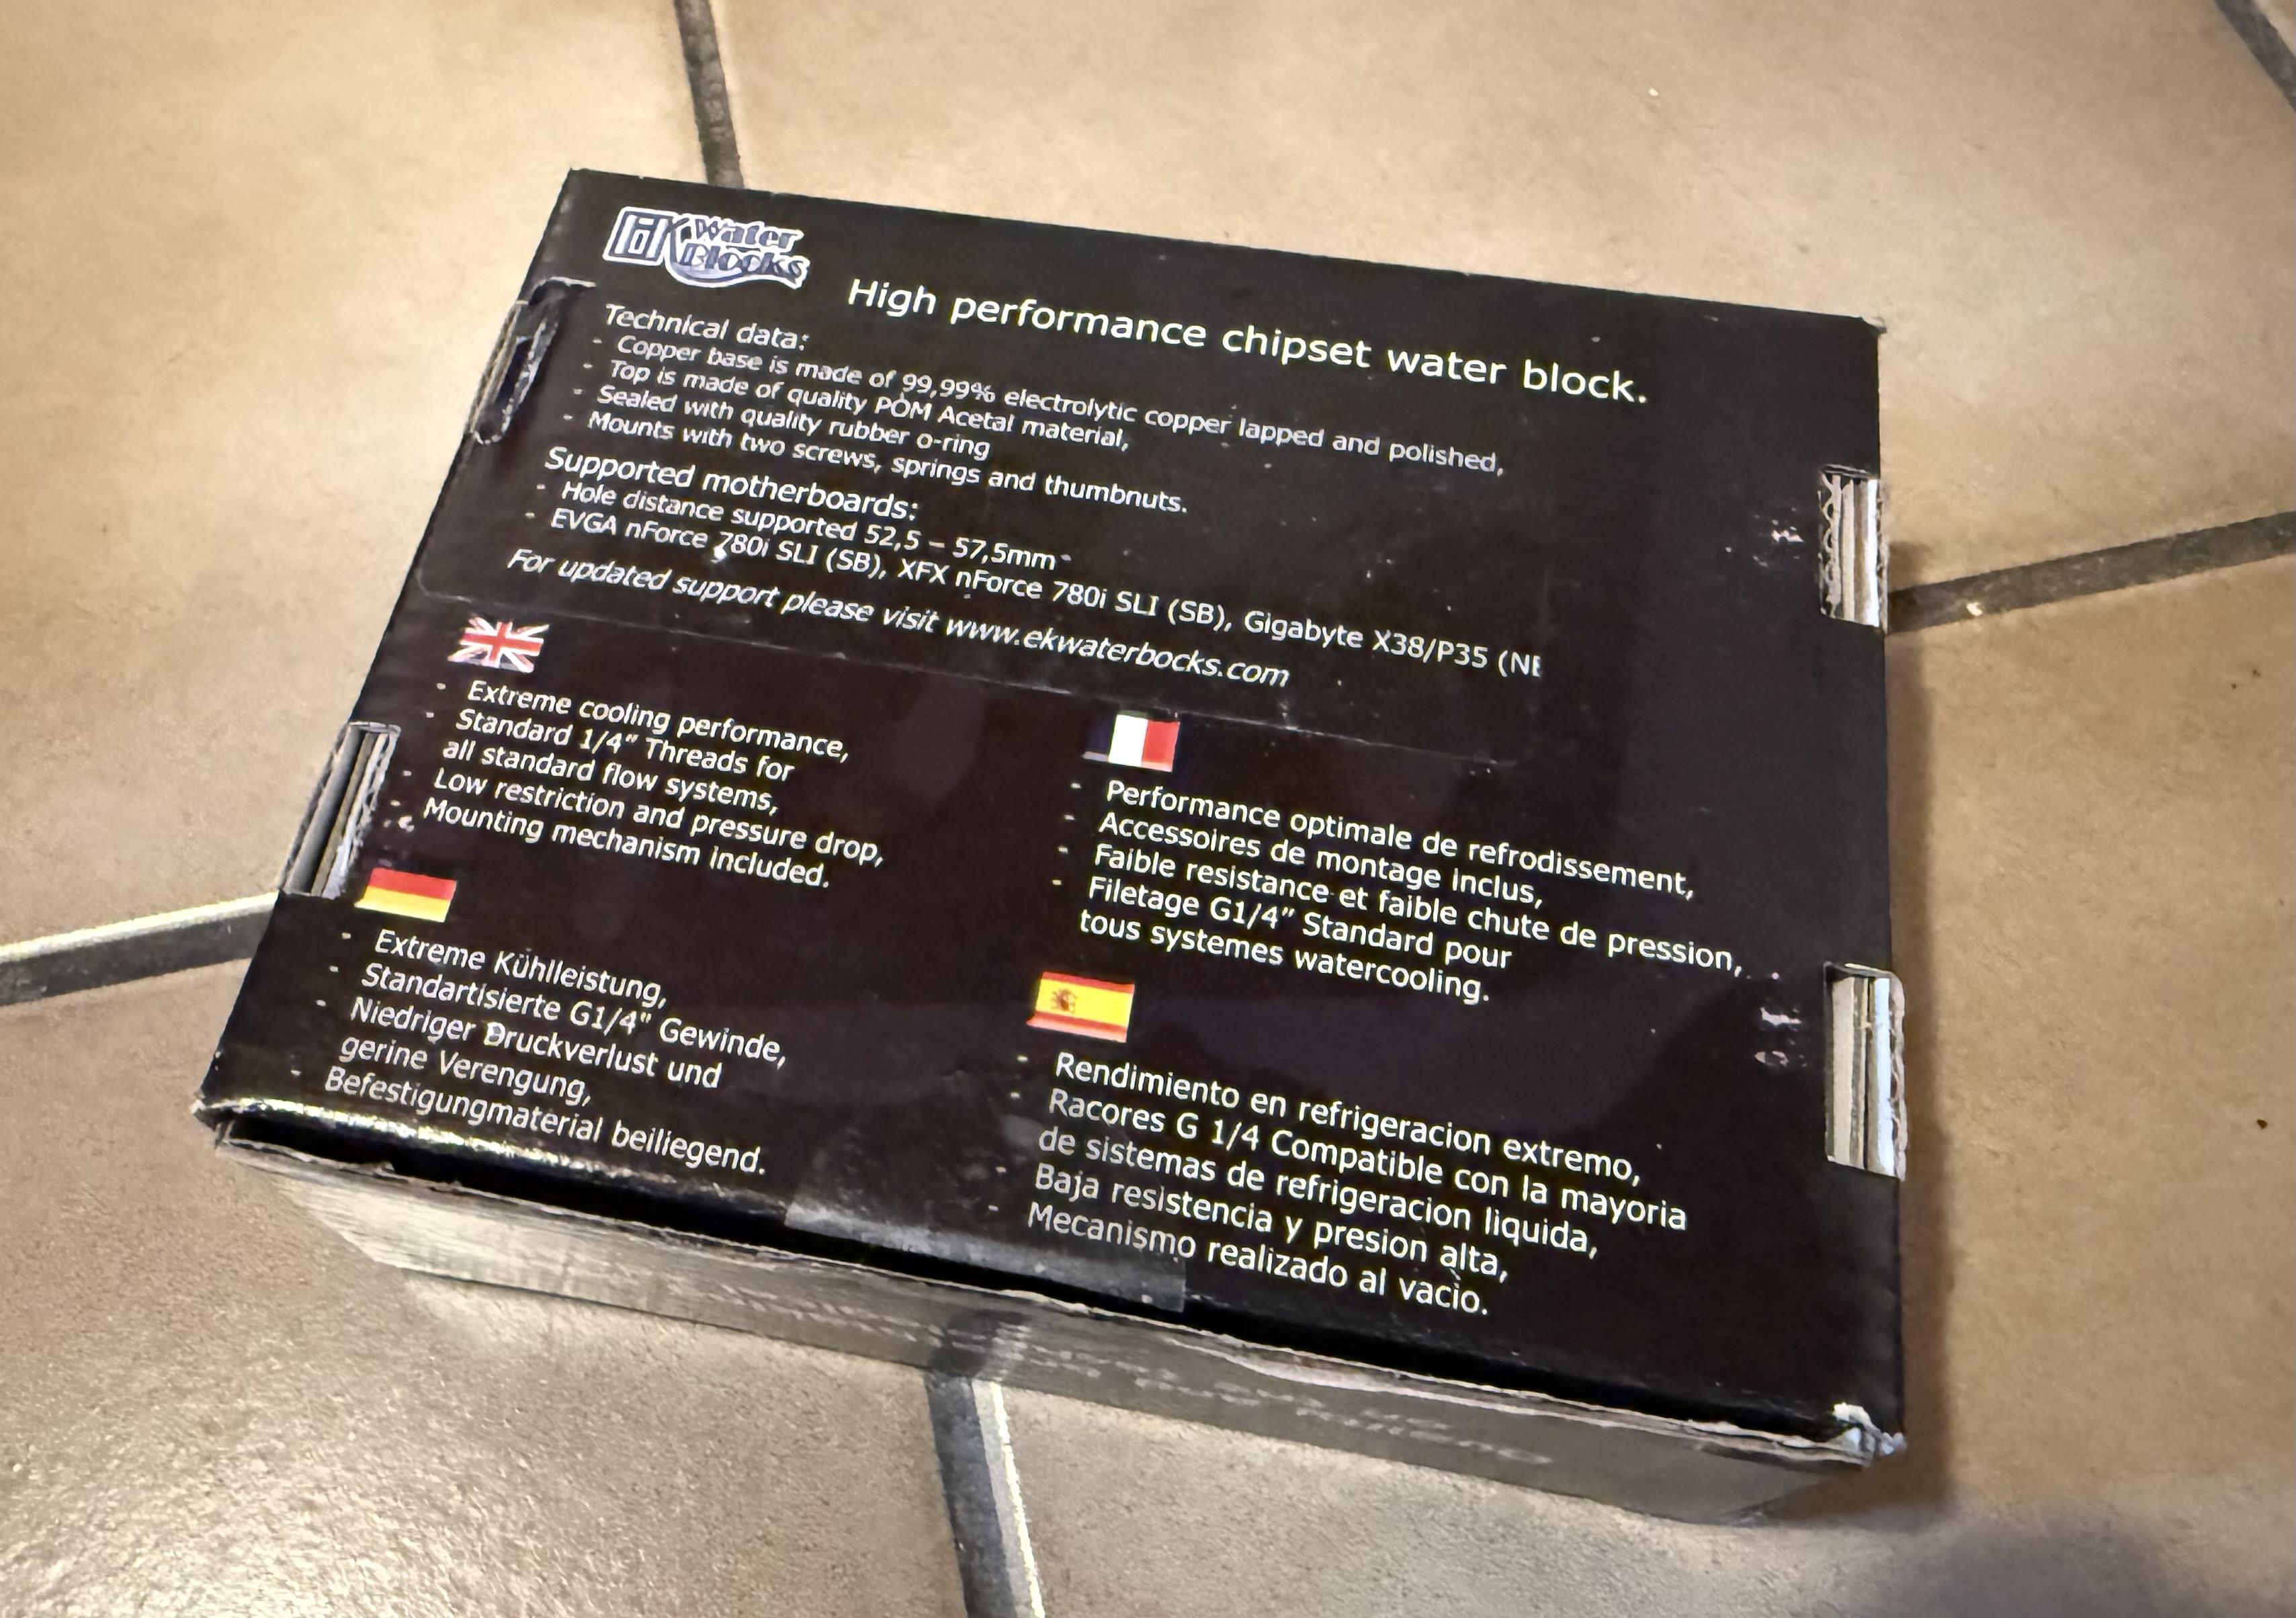 EK Water Blocks
High performance chipset water block.
Technical data:
- Copper base is made of 99,99% electrolytic copper lapped and polished,
- Top is made of quality POM Acetal material,
- Sealed with quality rubber o-ring
- Mounts with two screws, springs and thumbnuts.
Supported motherboards:
- Hole distance supported 52,5 – 57,5mm
- EVGA nForce 780i SLI (SB), XFX nForce 780i SLI (SB), Gigabyte X38/P35 (
For updated support please visit www.ekwaterbocks.com
- Extreme cooling performance,
- Standard 1/4" Threads for
all standard flow systems,
- Low restriction and pressure drop,
- Mounting mechanism included.
- Extreme Kühlleistung,
- Standartisierte G1/4" Gewinde,
- Niedriger Druckverlust und
gerine Verengung,
- Befestigungmaterial beiliegend.
- Performance optimale de refrodissement,
- Accessoires de montage inclus,
- Faible resistance et faible chute de pression,
- Filetage G1/4" Standard pour
tous systemes watercooling.
- Rendimiento en refrigeracion extremo,
- Racores G 1/4 Compatible con la mayoria
de sistemas de refrigeracion liquida,
- Baja resistencia y presion alta,
- Mecanismo realizado al vacio.